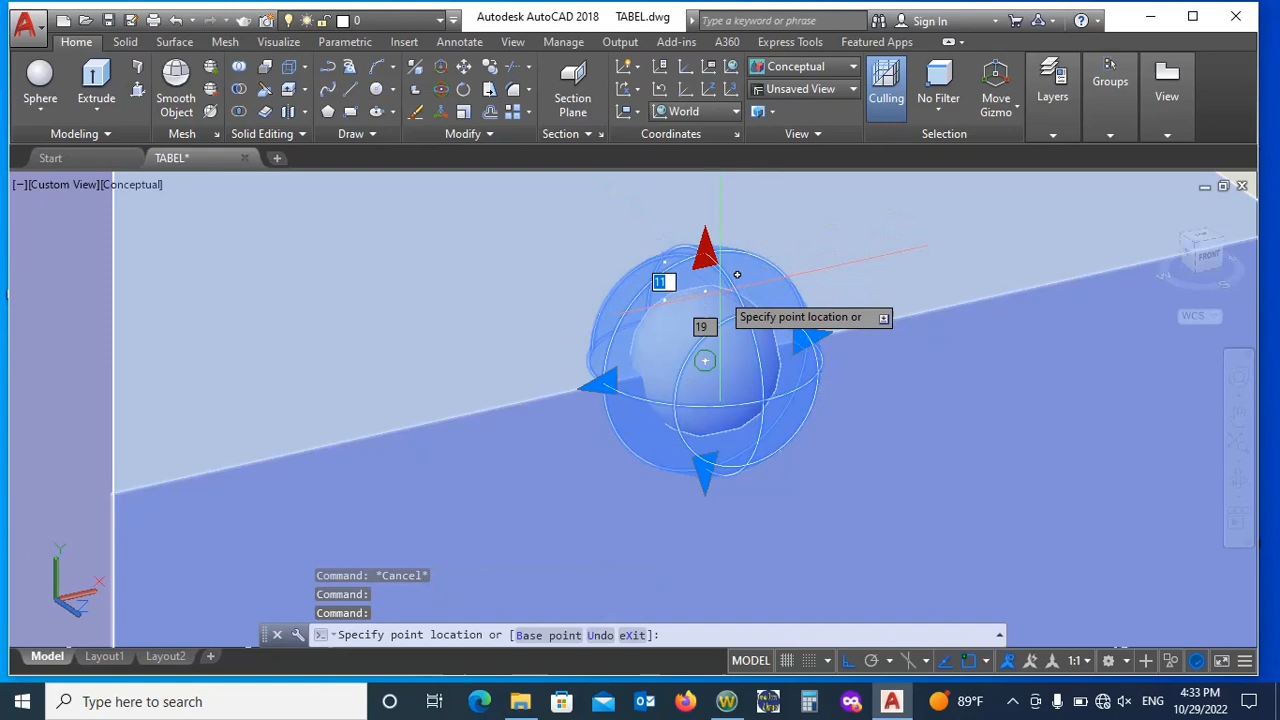 Autodesk AutoCAD 2018 TABEL.dwg
0
Type a keyword or phrase
Sign In
Home Solid Surface Mesh Visualize Parametric Insert Annotate View Manage Output Add-ins A360 Express Tools Featured Apps
Sphere
Extrude
Smooth Object
Section Plane
World
Conceptual
Unsaved View
Culling
No Filter
Move Gizmo
Layers
Groups
View
Modeling
Mesh
Solid Editing
Draw
Modify
Section
Coordinates
View
Selection
Start
TABEL*
[−][Custom View][Conceptual]
FRONT
WCS
11
Specify point location or
19
Y
X
Z
Command: *Cancel*
Command:
Command:
Specify point location or [Base point Undo eXit]:
Model Layout1 Layout2
MODEL
1:1
Type here to search
89°F
ENG
4:33 PM
10/29/2022